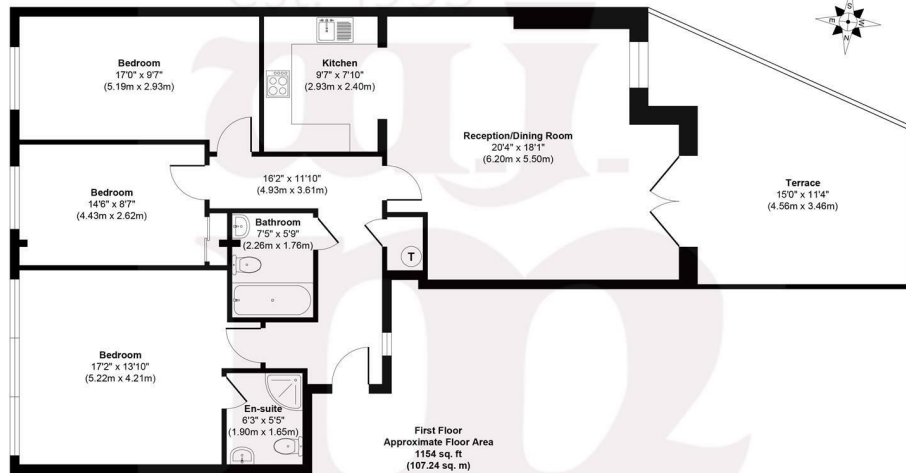 est. 1993
S
E W
N
Bedroom
17'0" x 9'7"
(5.19m x 2.93m)
Kitchen
9'7" x 7'10"
(2.93m x 2.40m)
Reception/Dining Room
20'4" x 18'1"
(6.20m x 5.50m)
Terrace
15'0" x 11'4"
(4.56m x 3.46m)
16'2" x 11'10"
(4.93m x 3.61m)
Bedroom
14'6" x 8'7"
(4.43m x 2.62m)
Bathroom
7'5" x 5'9"
(2.26m x 1.76m)
T
Bedroom
17'2" x 13'10"
(5.22m x 4.21m)
En-suite
6'3" x 5'5"
(1.90m x 1.65m)
First Floor
Approximate Floor Area
1154 sq. ft
(107.24 sq. m)